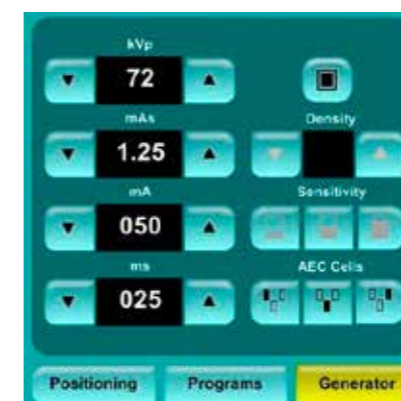 kVp
72
mAs
Density
1.25
mA
Sensitivity
050
ms
AEC Cells
025
Positioning Programs Generator